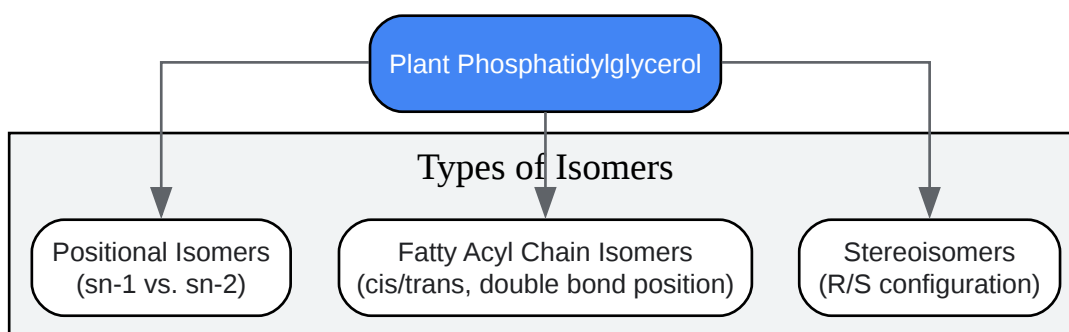 Plant Phosphatidylglycerol
Types of Isomers
Positional Isomers
(sn-1 vs. sn-2)
Fatty Acyl Chain Isomers
(cis/trans, double bond position)
Stereoisomers
(R/S configuration)